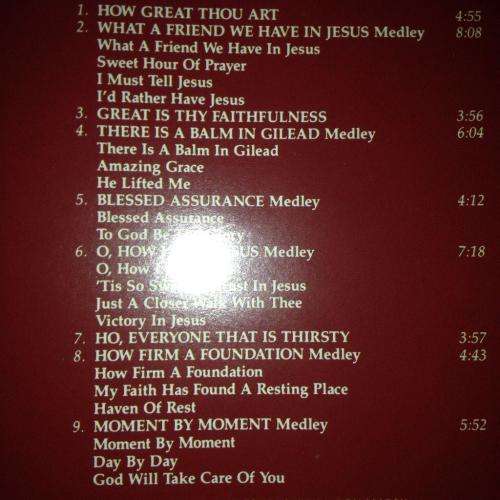 1. HOW GREAT THOU ART 4:55
2. WHAT A FRIEND WE HAVE IN JESUS Medley 8:08
What A Friend We Have In Jesus
Sweet Hour Of Prayer
I Must Tell Jesus
I'd Rather Have Jesus
3. GREAT IS THY FAITHFULNESS 3:56
4. THERE IS A BALM IN GILEAD Medley 6:04
There Is A Balm In Gilead
Amazing Grace
He Lifted Me
5. BLESSED ASSURANCE Medley 4:12
Blessed Assurance
To God Be
6. O, HOW Medley 7:18
O, How
'Tis So In Jesus
Just A Closer Walk With Thee
Victory In Jesus
7. HO, EVERYONE THAT IS THIRSTY 3:57
8. HOW FIRM A FOUNDATION Medley 4:43
How Firm A Foundation
My Faith Has Found A Resting Place
Haven Of Rest
9. MOMENT BY MOMENT Medley 5:52
Moment By Moment
Day By Day
God Will Take Care Of You